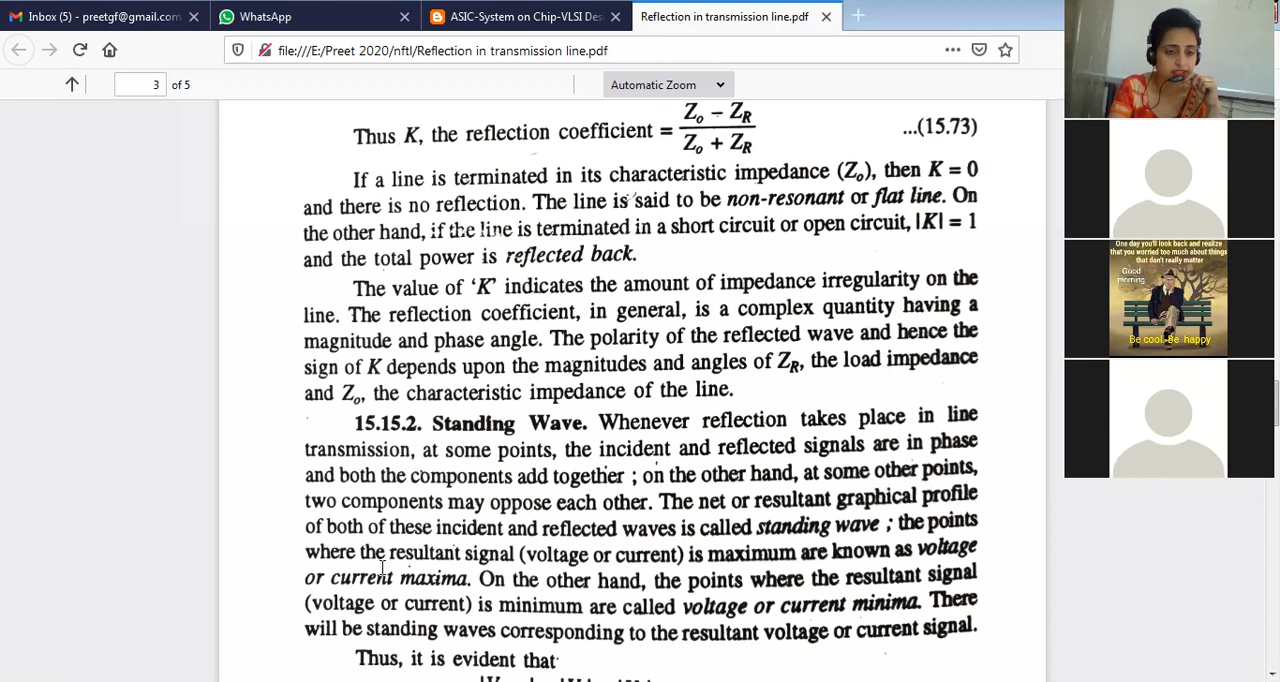 Inbox (5) - preetgf@gmail.com
WhatsApp
ASIC-System on Chip-VLSI Des
Reflection in transmission line.pdf
file:///E:/Preet 2020/nftl/Reflection in transmission line.pdf
3 of 5
Automatic Zoom
Thus K, the reflection coefficient = (Zo − ZR)/(Zo + ZR) ...(15.73)
If a line is terminated in its characteristic impedance (Zo), then K = 0
and there is no reflection. The line is said to be non-resonant or flat line. On
the other hand, if the line is terminated in a short circuit or open circuit, |K| = 1
and the total power is reflected back.
The value of ‘K’ indicates the amount of impedance irregularity on the
line. The reflection coefficient, in general, is a complex quantity having a
magnitude and phase angle. The polarity of the reflected wave and hence the
sign of K depends upon the magnitudes and angles of ZR, the load impedance
and Zo, the characteristic impedance of the line.
15.15.2. Standing Wave. Whenever reflection takes place in line
transmission, at some points, the incident and reflected signals are in phase
and both the components add together ; on the other hand, at some other points,
two components may oppose each other. The net or resultant graphical profile
of both of these incident and reflected waves is called standing wave ; the points
where the resultant signal (voltage or current) is maximum are known as voltage
or current maxima. On the other hand, the points where the resultant signal
(voltage or current) is minimum are called voltage or current minima. There
will be standing waves corresponding to the resultant voltage or current signal.
Thus, it is evident that
One day you'll look back and realize
that you worried too much about things
that don't really matter
Good
morning
Be cool. Be happy